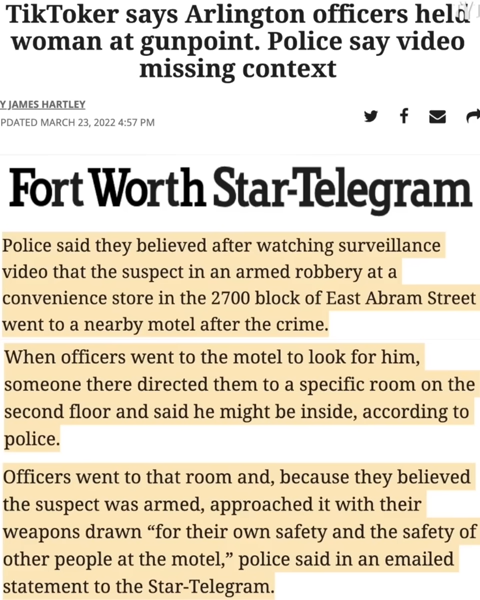 TikToker says Arlington officers held
woman at gunpoint. Police say video
missing context
Y JAMES HARTLEY
PDATED MARCH 23, 2022 4:57 PM
Fort Worth Star-Telegram
Police said they believed after watching surveillance
video that the suspect in an armed robbery at a
convenience store in the 2700 block of East Abram Street
went to a nearby motel after the crime.
When officers went to the motel to look for him,
someone there directed them to a specific room on the
second floor and said he might be inside, according to
police.
Officers went to that room and, because they believed
the suspect was armed, approached it with their
weapons drawn “for their own safety and the safety of
other people at the motel,” police said in an emailed
statement to the Star-Telegram.